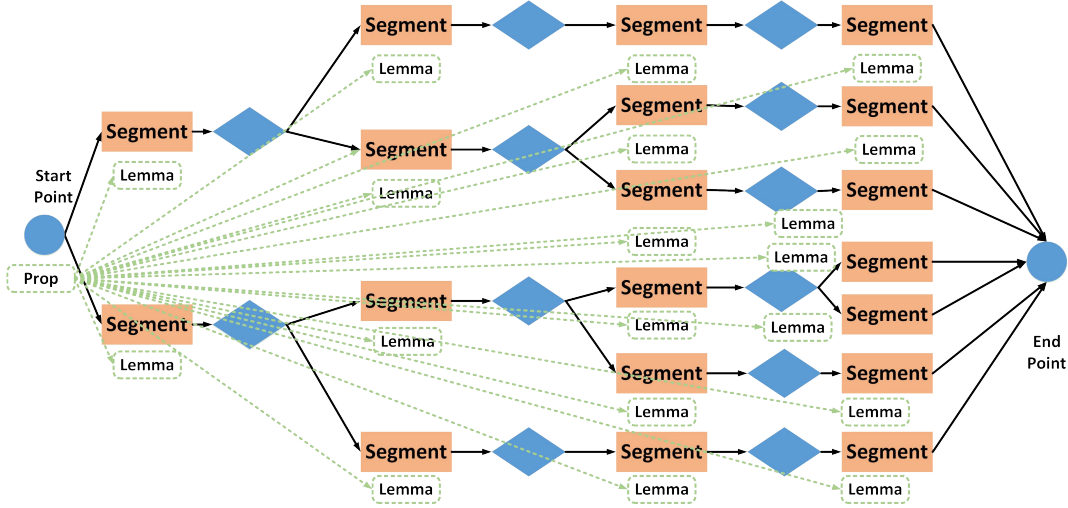 Segment Segment Segment
Lemma Lemma Lemma
Segment Segment
Segment
Segment
Lemma Lemma
Lemma
Start
Point
Segment Segment
Lemma
Lemma
Lemma
Segment
Lemma
Prop
Segment
Segment
Segment
Segment
Lemma Lemma
Lemma
Lemma
End
Point
Segment Segment
Lemma Lemma
Segment Segment Segment
Lemma Lemma Lemma